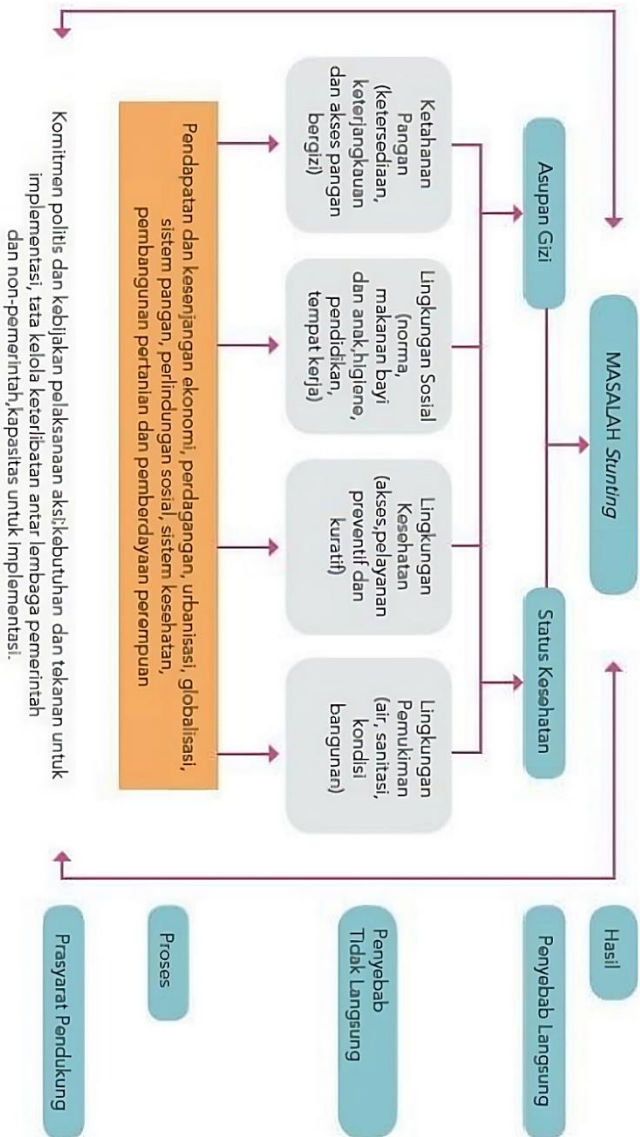 MASALAH Stunting
Hasil
Asupan Gizi
Status Kesehatan
Penyebab Langsung
Ketahanan
Pangan
(ketersediaan,
keterjangkauan
dan akses pangan
bergizi)
Lingkungan Sosial
(norma,
makanan bayi
dan anak,higiene,
pendidikan,
tempat kerja)
Lingkungan
Kesehatan
(akses,pelayanan
preventif dan
kuratif)
Lingkungan
Pemukiman
(air, sanitasi,
kondisi
bangunan)
Penyebab
Tidak Langsung
Pendapatan dan kesenjangan ekonomi, perdagangan, urbanisasi, globalisasi,
sistem pangan, perlindungan sosial, sistem kesehatan,
pembangunan pertanian dan pemberdayaan perempuan
Proses
Komitmen politis dan kebijakan pelaksanaan aksi;kebutuhan dan tekanan untuk
implementasi, tata kelola keterlibatan antar lembaga pemerintah
dan non-pemerintah,kapasitas untuk implementasi.
Prasyarat Pendukung